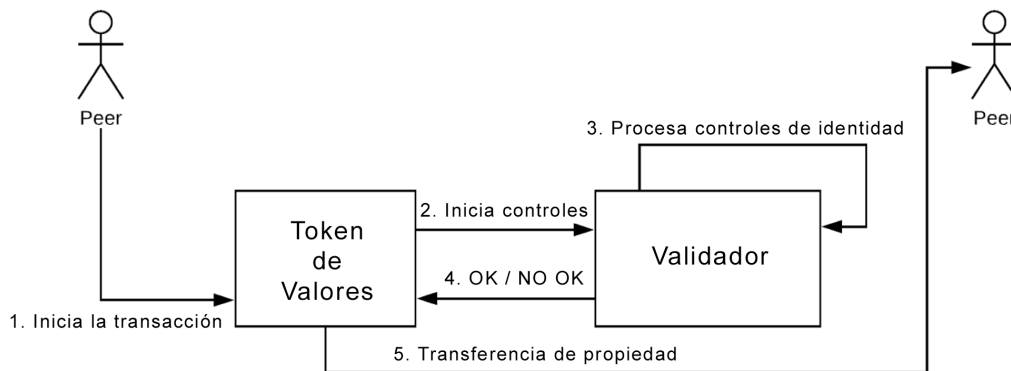 Peer
Peer
3. Procesa controles de identidad
2. Inicia controles
Token
de
Valores
Validador
4. OK / NO OK
1. Inicia la transacción
5. Transferencia de propiedad